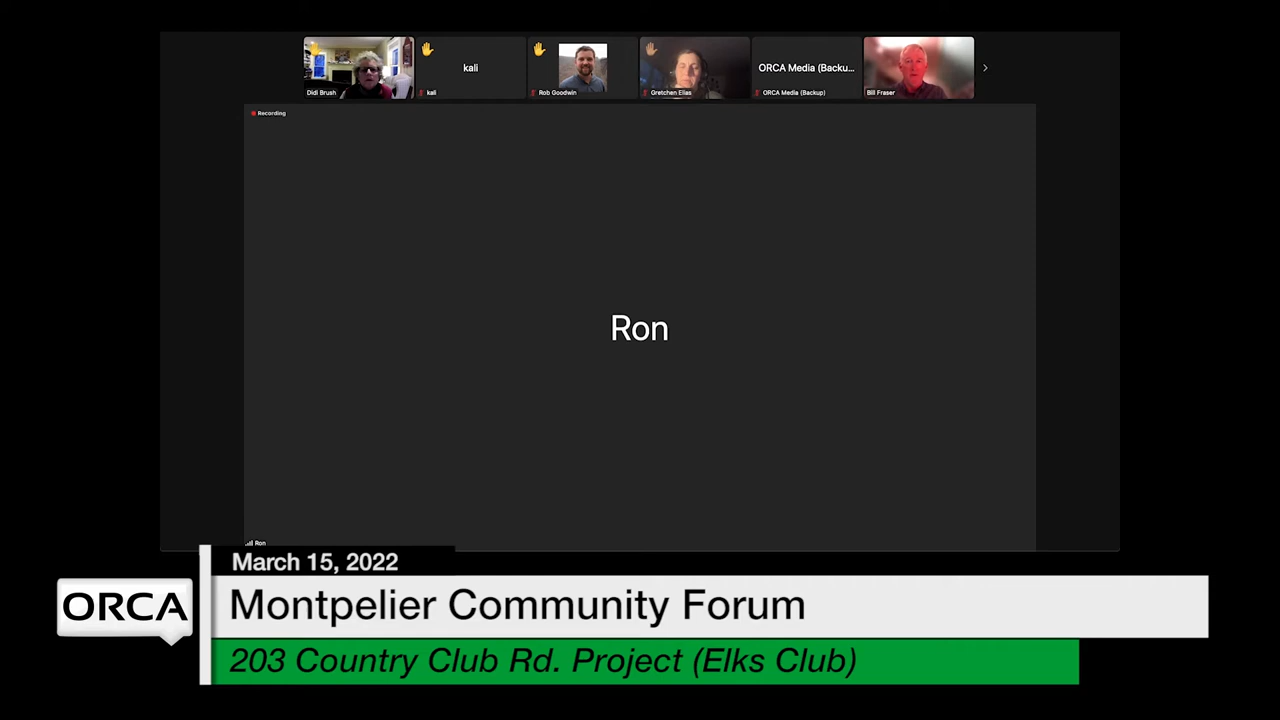 kali
ORCA Media (Backu...
Didi Brush
kali
Rob Goodwin
Gretchen Elias
ORCA Media (Backup)
Bill Fraser
Recording
Ron
Ron
March 15, 2022
ORCA
Montpelier Community Forum
203 Country Club Rd. Project (Elks Club)